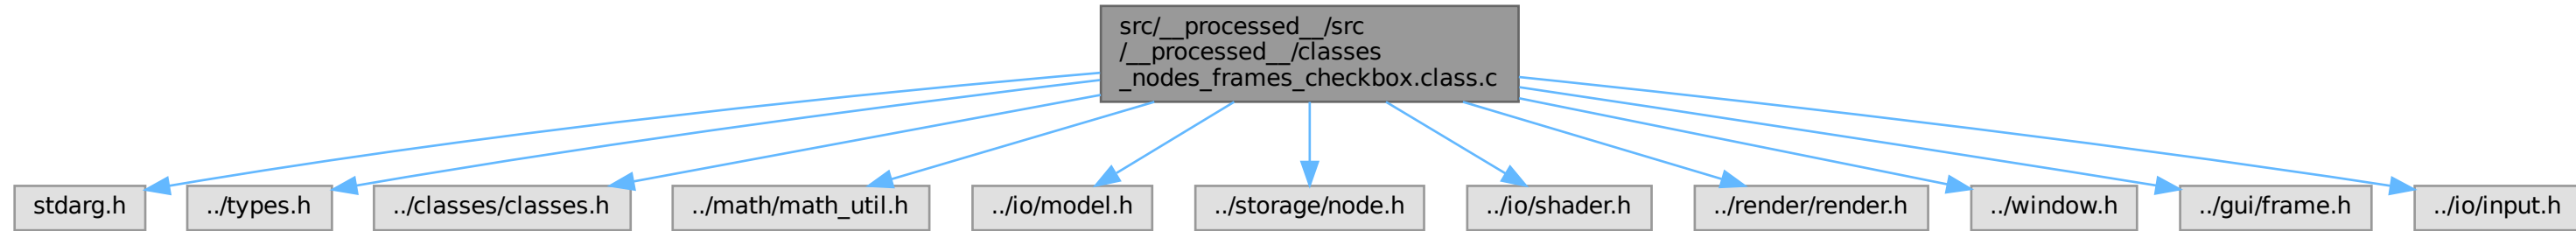 src/__processed__/src
/__processed__/classes
_nodes_frames_checkbox.class.c
stdarg.h
../types.h
../classes/classes.h
../math/math_util.h
../io/model.h
../storage/node.h
../io/shader.h
../render/render.h
../window.h
../gui/frame.h
../io/input.h